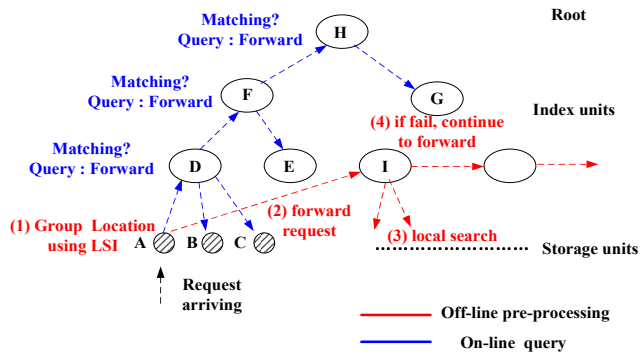 Matching?
Query : Forward
H
Root
Matching?
Query : Forward
F
G
Index units
(4) if fail, continue
to forward
Matching?
Query : Forward
D
E
I
(1) Group Location
using LSI
A
B
C
(2) forward
request
(3) local search
Storage units
Request
arriving
Off-line pre-processing
On-line query